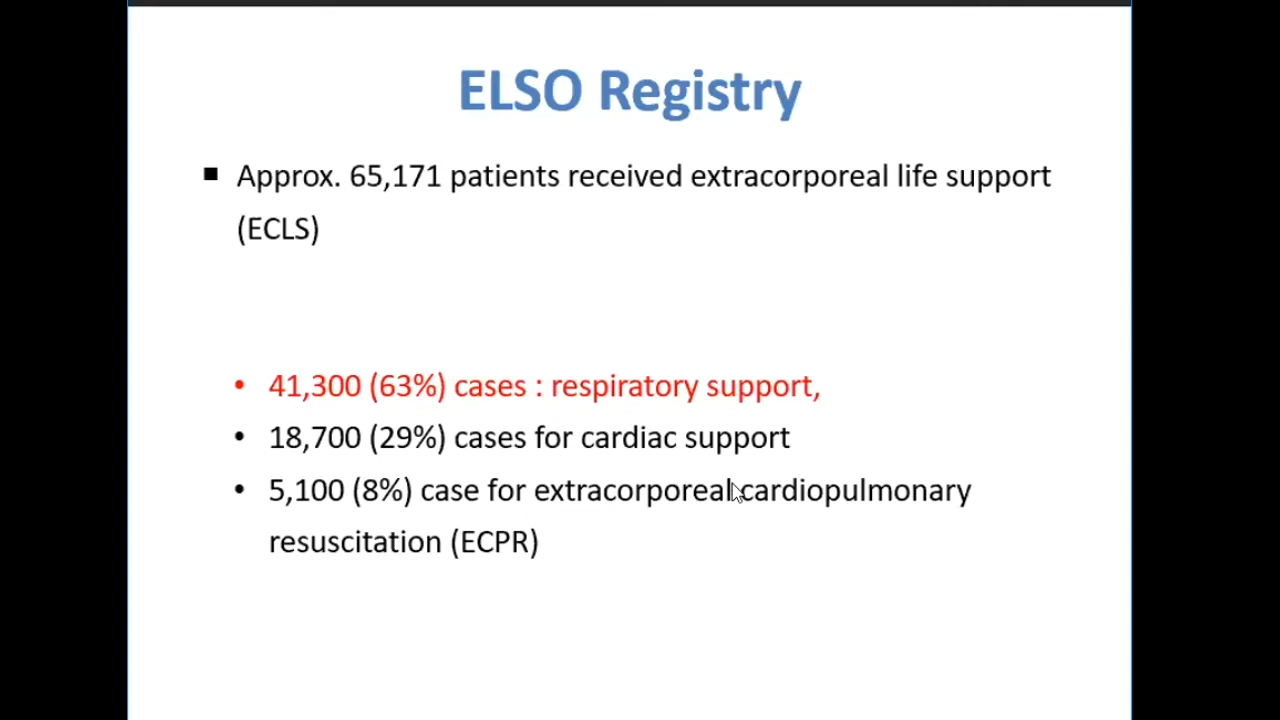 ELSO Registry
▪ Approx. 65,171 patients received extracorporeal life support
(ECLS)
• 41,300 (63%) cases : respiratory support,
• 18,700 (29%) cases for cardiac support
• 5,100 (8%) case for extracorporeal cardiopulmonary
resuscitation (ECPR)